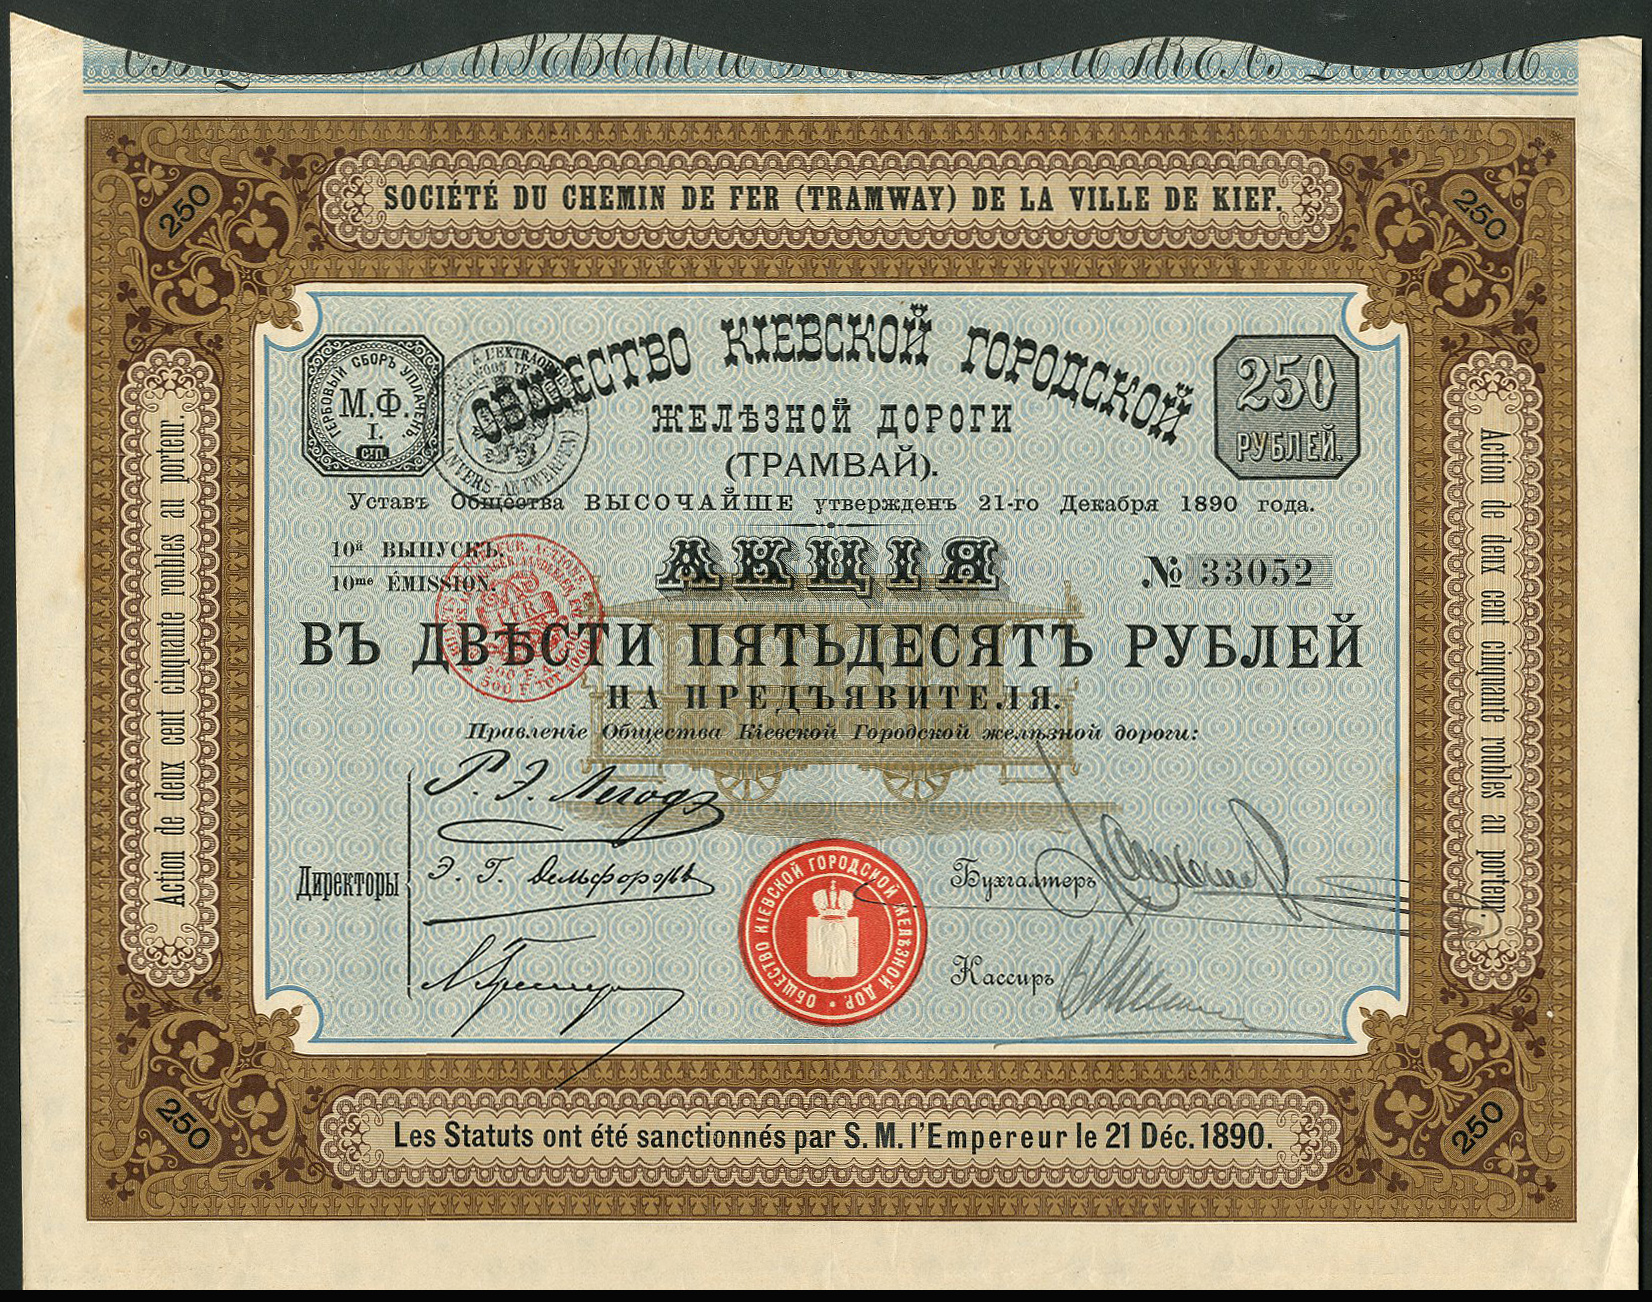 SOCIÉTÉ DU CHEMIN DE FER (TRAMWAY) DE LA VILLE DE KIEF.
250
250
ОБЩЕСТВО КІЕВСКОЙ ГОРОДСКОЙ
ЖЕЛѢЗНОЙ ДОРОГИ
(ТРАМВАЙ).
ГЕРБОВЫЙ СБОРЪ УПЛАЧЕНЪ.
М.Ф.
I.
С.П.
250
РУБЛЕЙ.
Уставъ Общества ВЫСОЧАЙШЕ утвержденъ 21-го Декабря 1890 года.
10й ВЫПУСКЪ.
10me ÉMISSION.
АКЦІЯ
№ 33052
ВЪ ДВѢСТИ ПЯТЬДЕСЯТЪ РУБЛЕЙ
НА ПРЕДЪЯВИТЕЛЯ.
Правленіе Общества Кіевской Городской желѣзной дороги:
Директоры
Э. Г. Дельфоръ
Бухгалтеръ
Кассиръ
ОБЩЕСТВО КІЕВСКОЙ ГОРОДСКОЙ ЖЕЛѢЗНОЙ ДОР.
Action de deux cent cinquante roubles au porteur.
Action de deux cent cinquante roubles au porteur.
250
250
Les Statuts ont été sanctionnés par S. M. l'Empereur le 21 Déc. 1890.